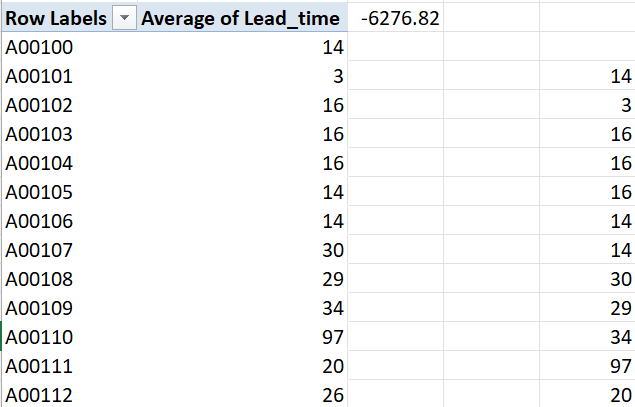 Row Labels Average of Lead_time -6276.82
A00100 14
A00101 3 14
A00102 16 3
A00103 16 16
A00104 16 16
A00105 14 16
A00106 14 14
A00107 30 14
A00108 29 30
A00109 34 29
A00110 97 34
A00111 20 97
A00112 26 20